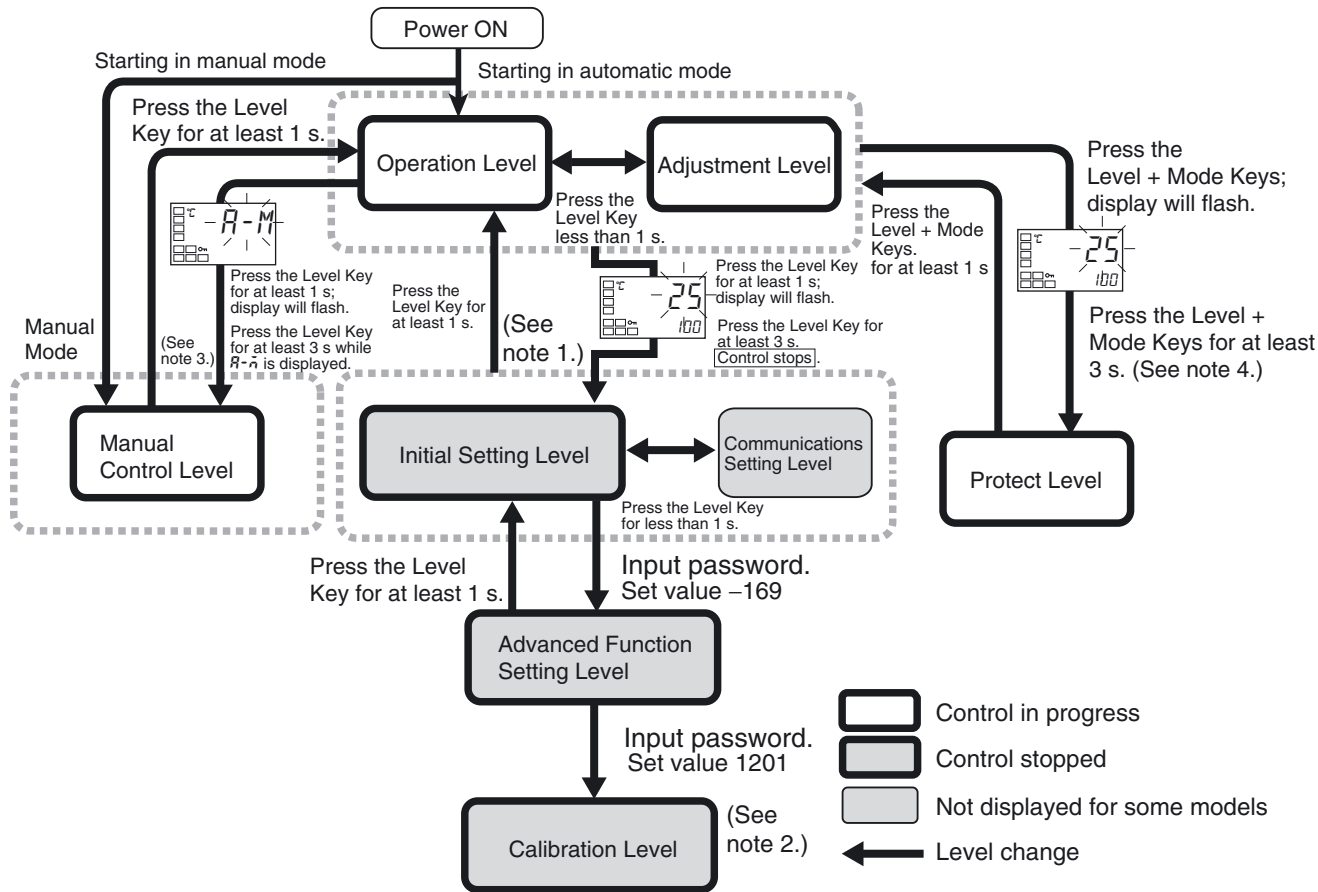 Power ON
Starting in manual mode
Starting in automatic mode
Press the Level
Key for at least 1 s.
Operation Level
Adjustment Level
Press the
Level Key
less than 1 s.
Press the
Level + Mode Keys;
display will flash.
Press the
Level + Mode
Keys.
for at least 1 s
°C
A-M
°C
25
100
Press the Level Key
for at least 1 s;
display will flash.
Press the Level Key
for at least 3 s while
A-M is displayed.
Press the
Level Key for
at least 1 s.
(See
note 1.)
°C
25
100
Press the Level Key
for at least 1 s;
display will flash.
Press the Level Key for
at least 3 s.
Control stops.
Press the Level +
Mode Keys for at least
3 s. (See note 4.)
Manual
Mode
(See
note 3.)
Manual
Control Level
Initial Setting Level
Communications
Setting Level
Protect Level
Press the Level Key
for less than 1 s.
Press the Level
Key for at least 1 s.
Input password.
Set value −169
Advanced Function
Setting Level
Input password.
Set value 1201
Calibration Level
(See
note 2.)
Control in progress
Control stopped
Not displayed for some models
Level change